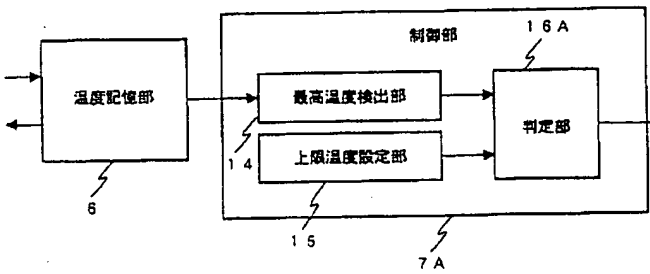 制御部
１６Ａ
温度記憶部
最高温度検出部
１４
上限温度設定部
判定部
６
１５
７Ａ